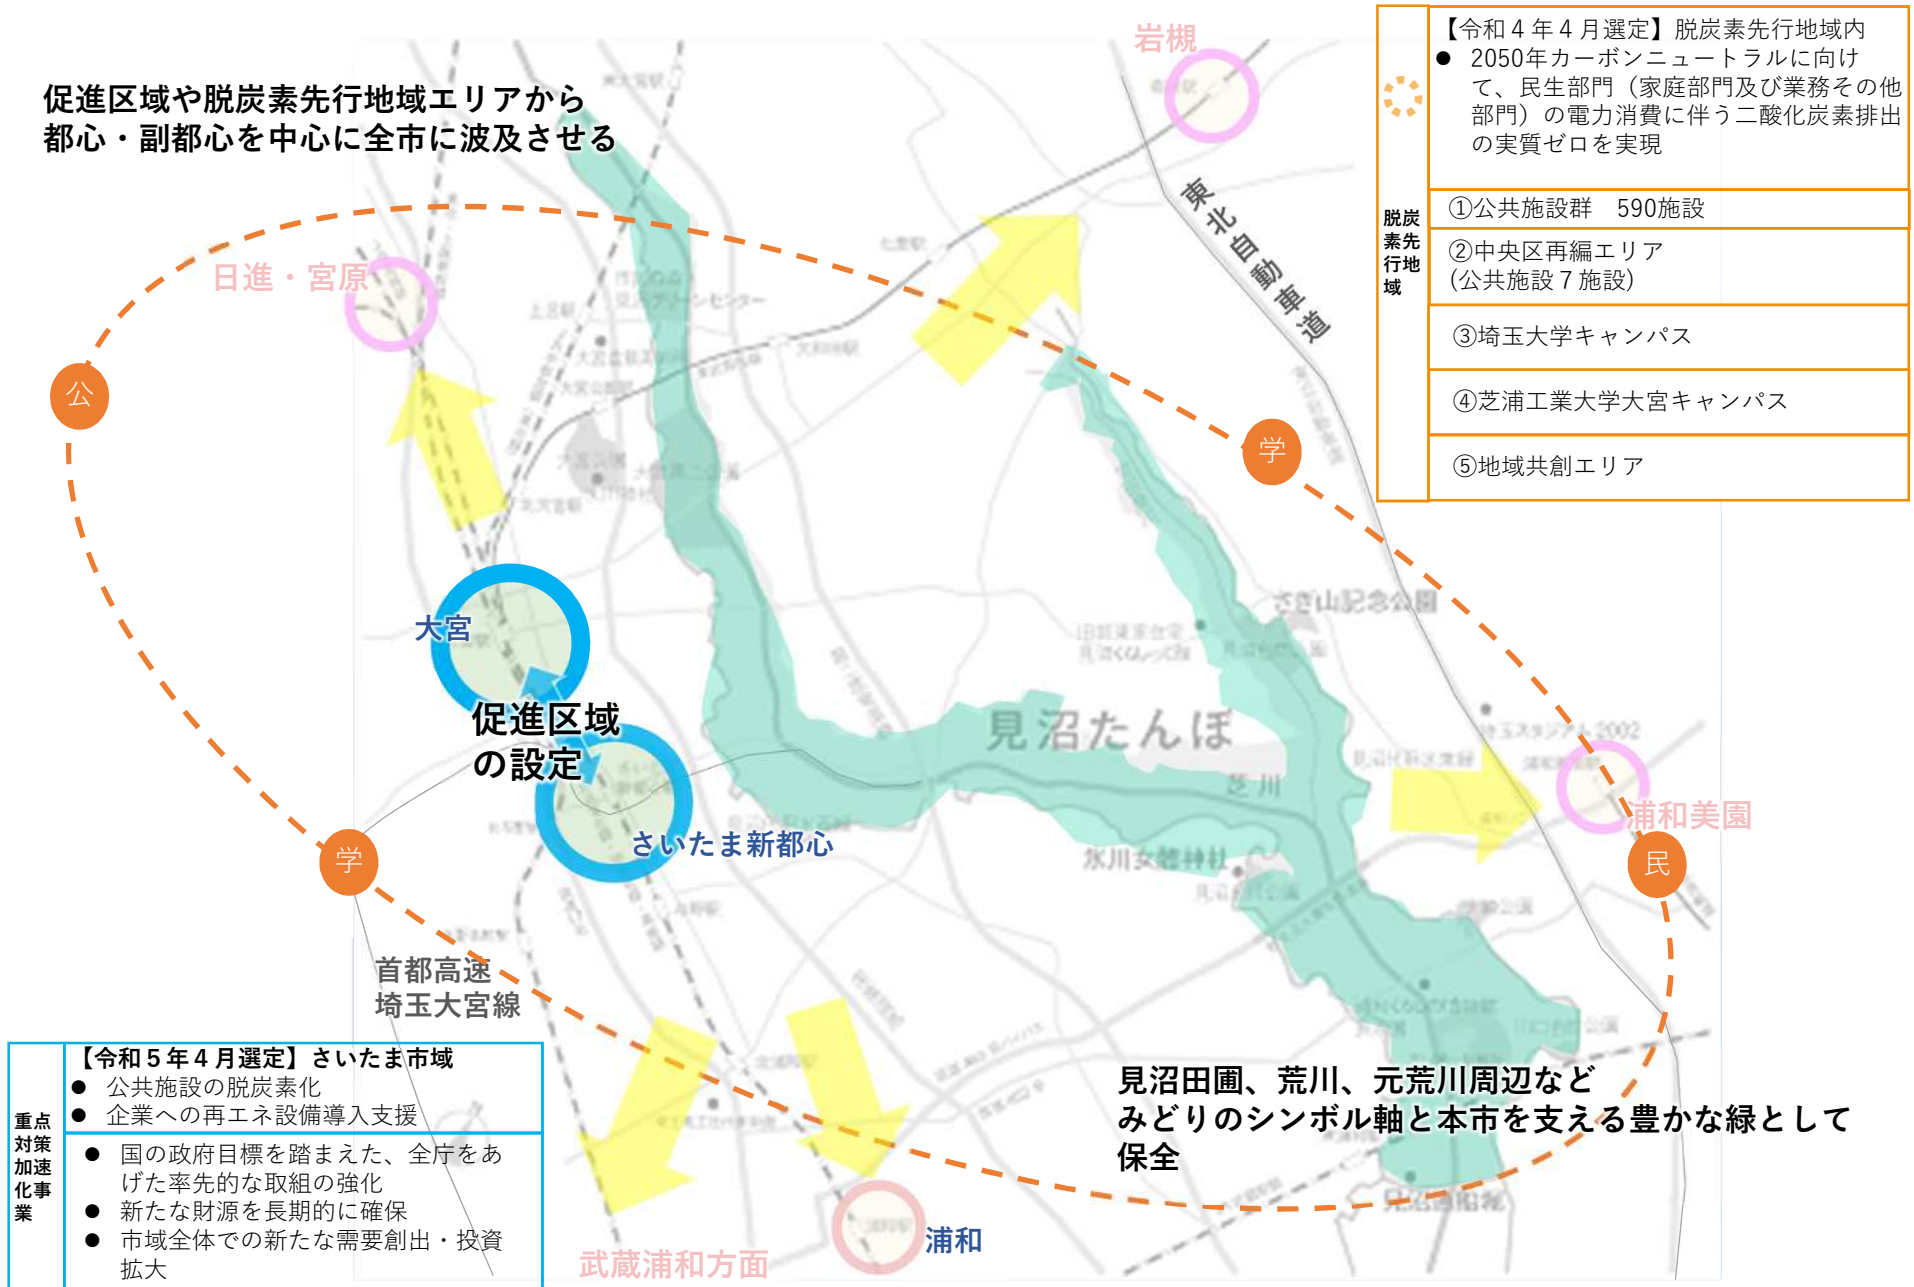 促進区域や脱炭素先行地域エリアから
都心・副都心を中心に全市に波及させる
岩槻
【令和４年４月選定】脱炭素先行地域内
● 2050年カーボンニュートラルに向け
て、民生部門（家庭部門及び業務その他
部門）の電力消費に伴う二酸化炭素排出
の実質ゼロを実現
脱炭
素先
行地
域
①公共施設群　590施設
②中央区再編エリア
(公共施設７施設)
③埼玉大学キャンパス
④芝浦工業大学大宮キャンパス
⑤地域共創エリア
東北自動車道
日進・宮原
公
学
大宮
促進区域
の設定
さいたま新都心
見沼たんぼ
芝川
さぎ山記念公園
埼玉スタジアム2002
浦和美園
氷川女體神社
民
学
首都高速
埼玉大宮線
見沼田圃、荒川、元荒川周辺など
みどりのシンボル軸と本市を支える豊かな緑として
保全
浦和
武蔵浦和方面
重点
対策
加速
化事
業
【令和５年４月選定】さいたま市域
● 公共施設の脱炭素化
● 企業への再エネ設備導入支援
● 国の政府目標を踏まえた、全庁をあ
げた率先的な取組の強化
● 新たな財源を長期的に確保
● 市域全体での新たな需要創出・投資
拡大